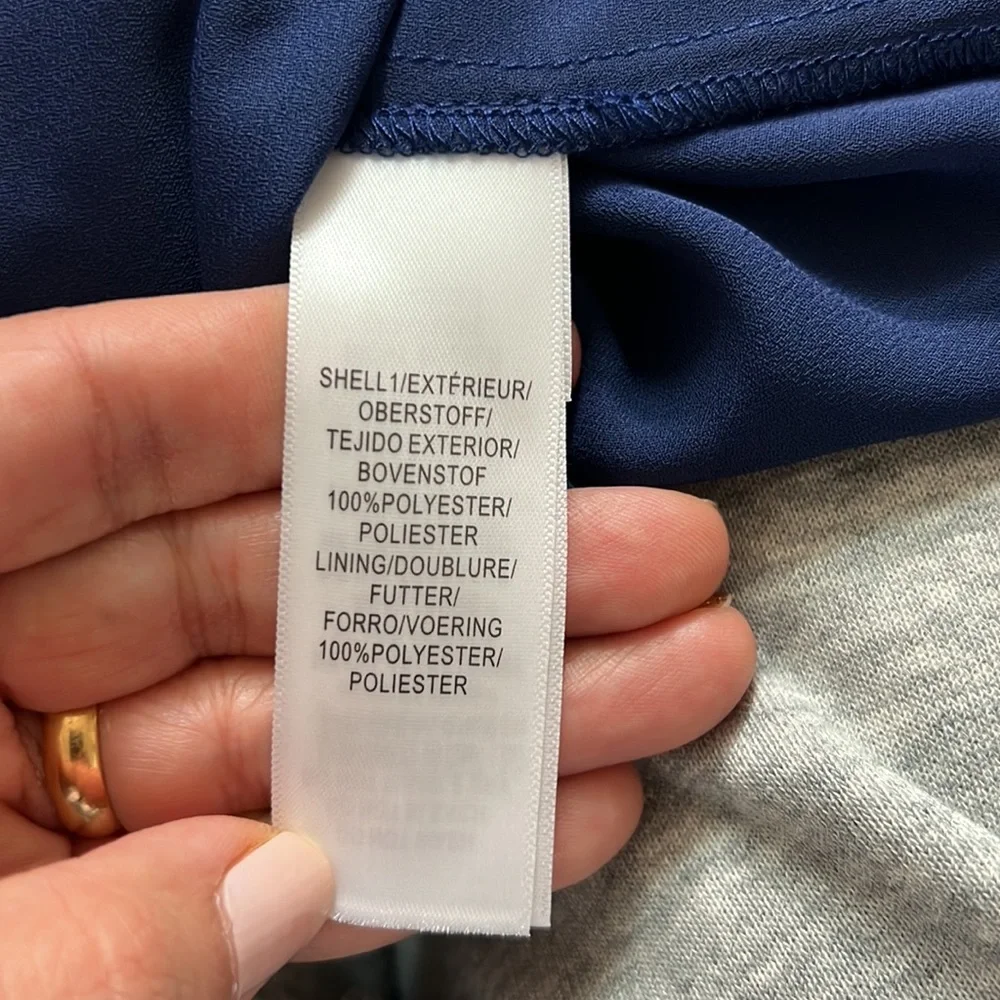 SHELL1/EXTÉRIEUR/
OBERSTOFF/
TEJIDO EXTERIOR/
BOVENSTOF
100%POLYESTER/
POLIESTER
LINING/DOUBLURE/
FUTTER/
FORRO/VOERING
100%POLYESTER/
POLIESTER